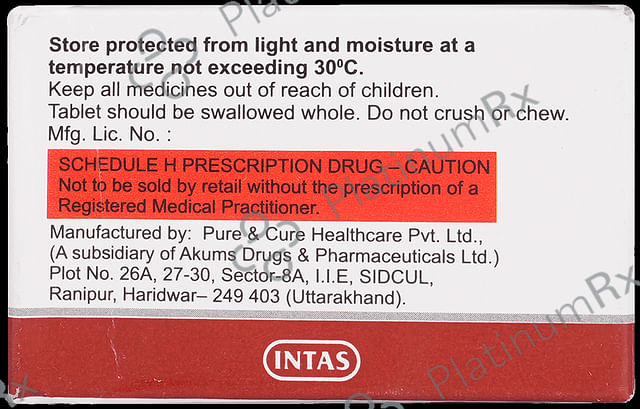 Store protected from light and moisture at a
temperature not exceeding 30⁰C.
Keep all medicines out of reach of children.
Tablet should be swallowed whole. Do not crush or chew.
Mfg. Lic. No. :
SCHEDULE H PRESCRIPTION DRUG – CAUTION
Not to be sold by retail without the prescription of a
Registered Medical Practitioner.
Manufactured by: Pure & Cure Healthcare Pvt. Ltd.,
(A subsidiary of Akums Drugs & Pharmaceuticals Ltd.)
Plot No. 26A, 27-30, Sector-8A, I.I.E, SIDCUL,
Ranipur, Haridwar– 249 403 (Uttarakhand).
INTAS
PlatinumRx
PlatinumRx
PlatinumRx